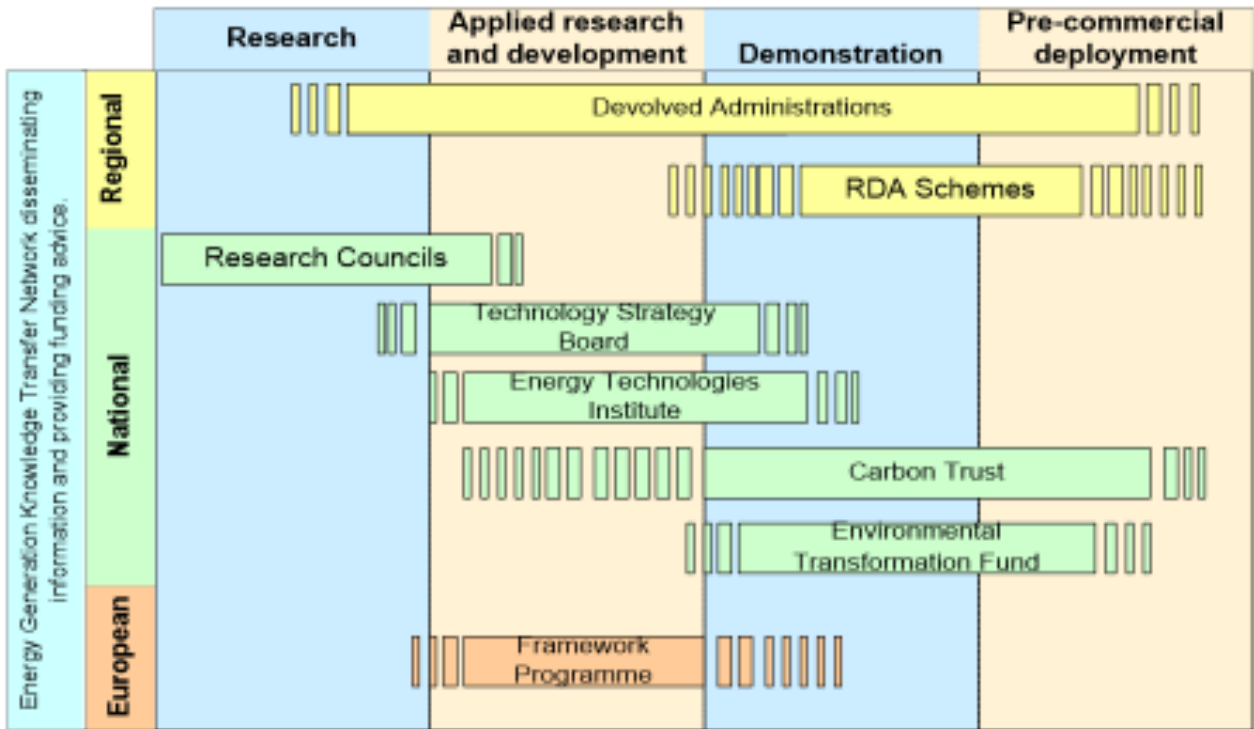 Research
Applied research
and development
Demonstration
Pre-commercial
deployment
Energy Generation Knowledge Transfer Network disseminating
information and providing funding advice.
Regional
Devolved Administrations
RDA Schemes
National
Research Councils
Technology Strategy
Board
Energy Technologies
Institute
Carbon Trust
Environmental
Transformation Fund
European
Framework
Programme